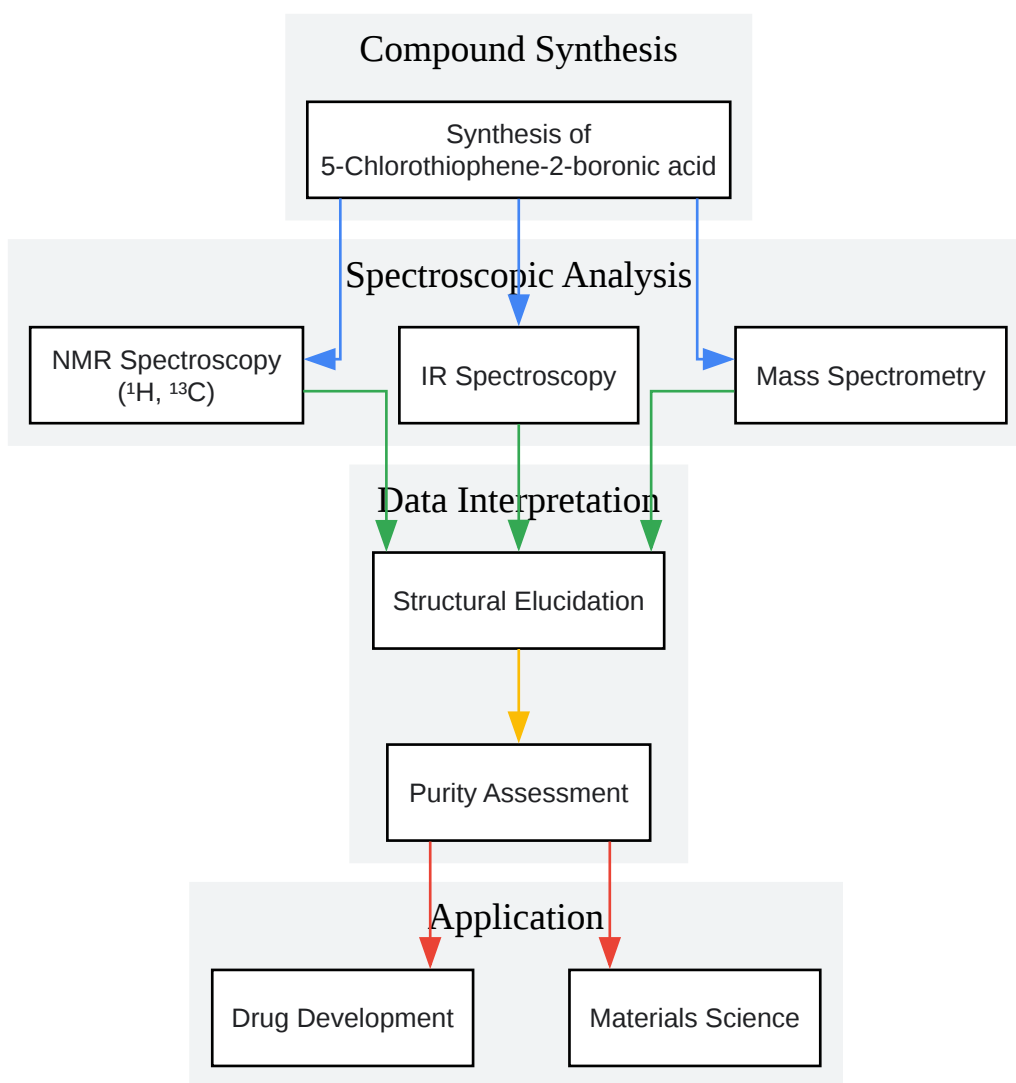 Compound Synthesis
Synthesis of
5-Chlorothiophene-2-boronic acid
Spectroscopic Analysis
NMR Spectroscopy
(¹H, ¹³C)
IR Spectroscopy
Mass Spectrometry
Data Interpretation
Structural Elucidation
Purity Assessment
Application
Drug Development
Materials Science